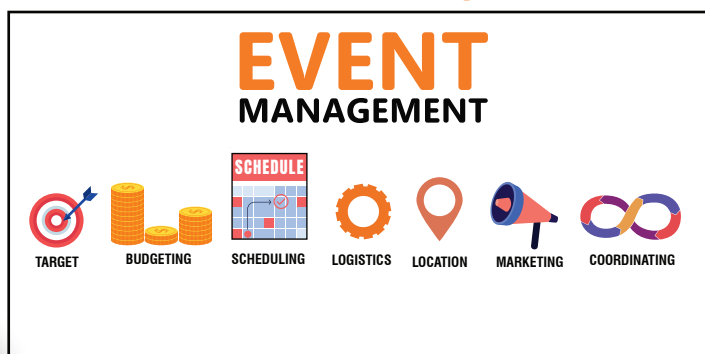 EVENT
MANAGEMENT
SCHEDULE
TARGET
BUDGETING
SCHEDULING
LOGISTICS
LOCATION
MARKETING
COORDINATING